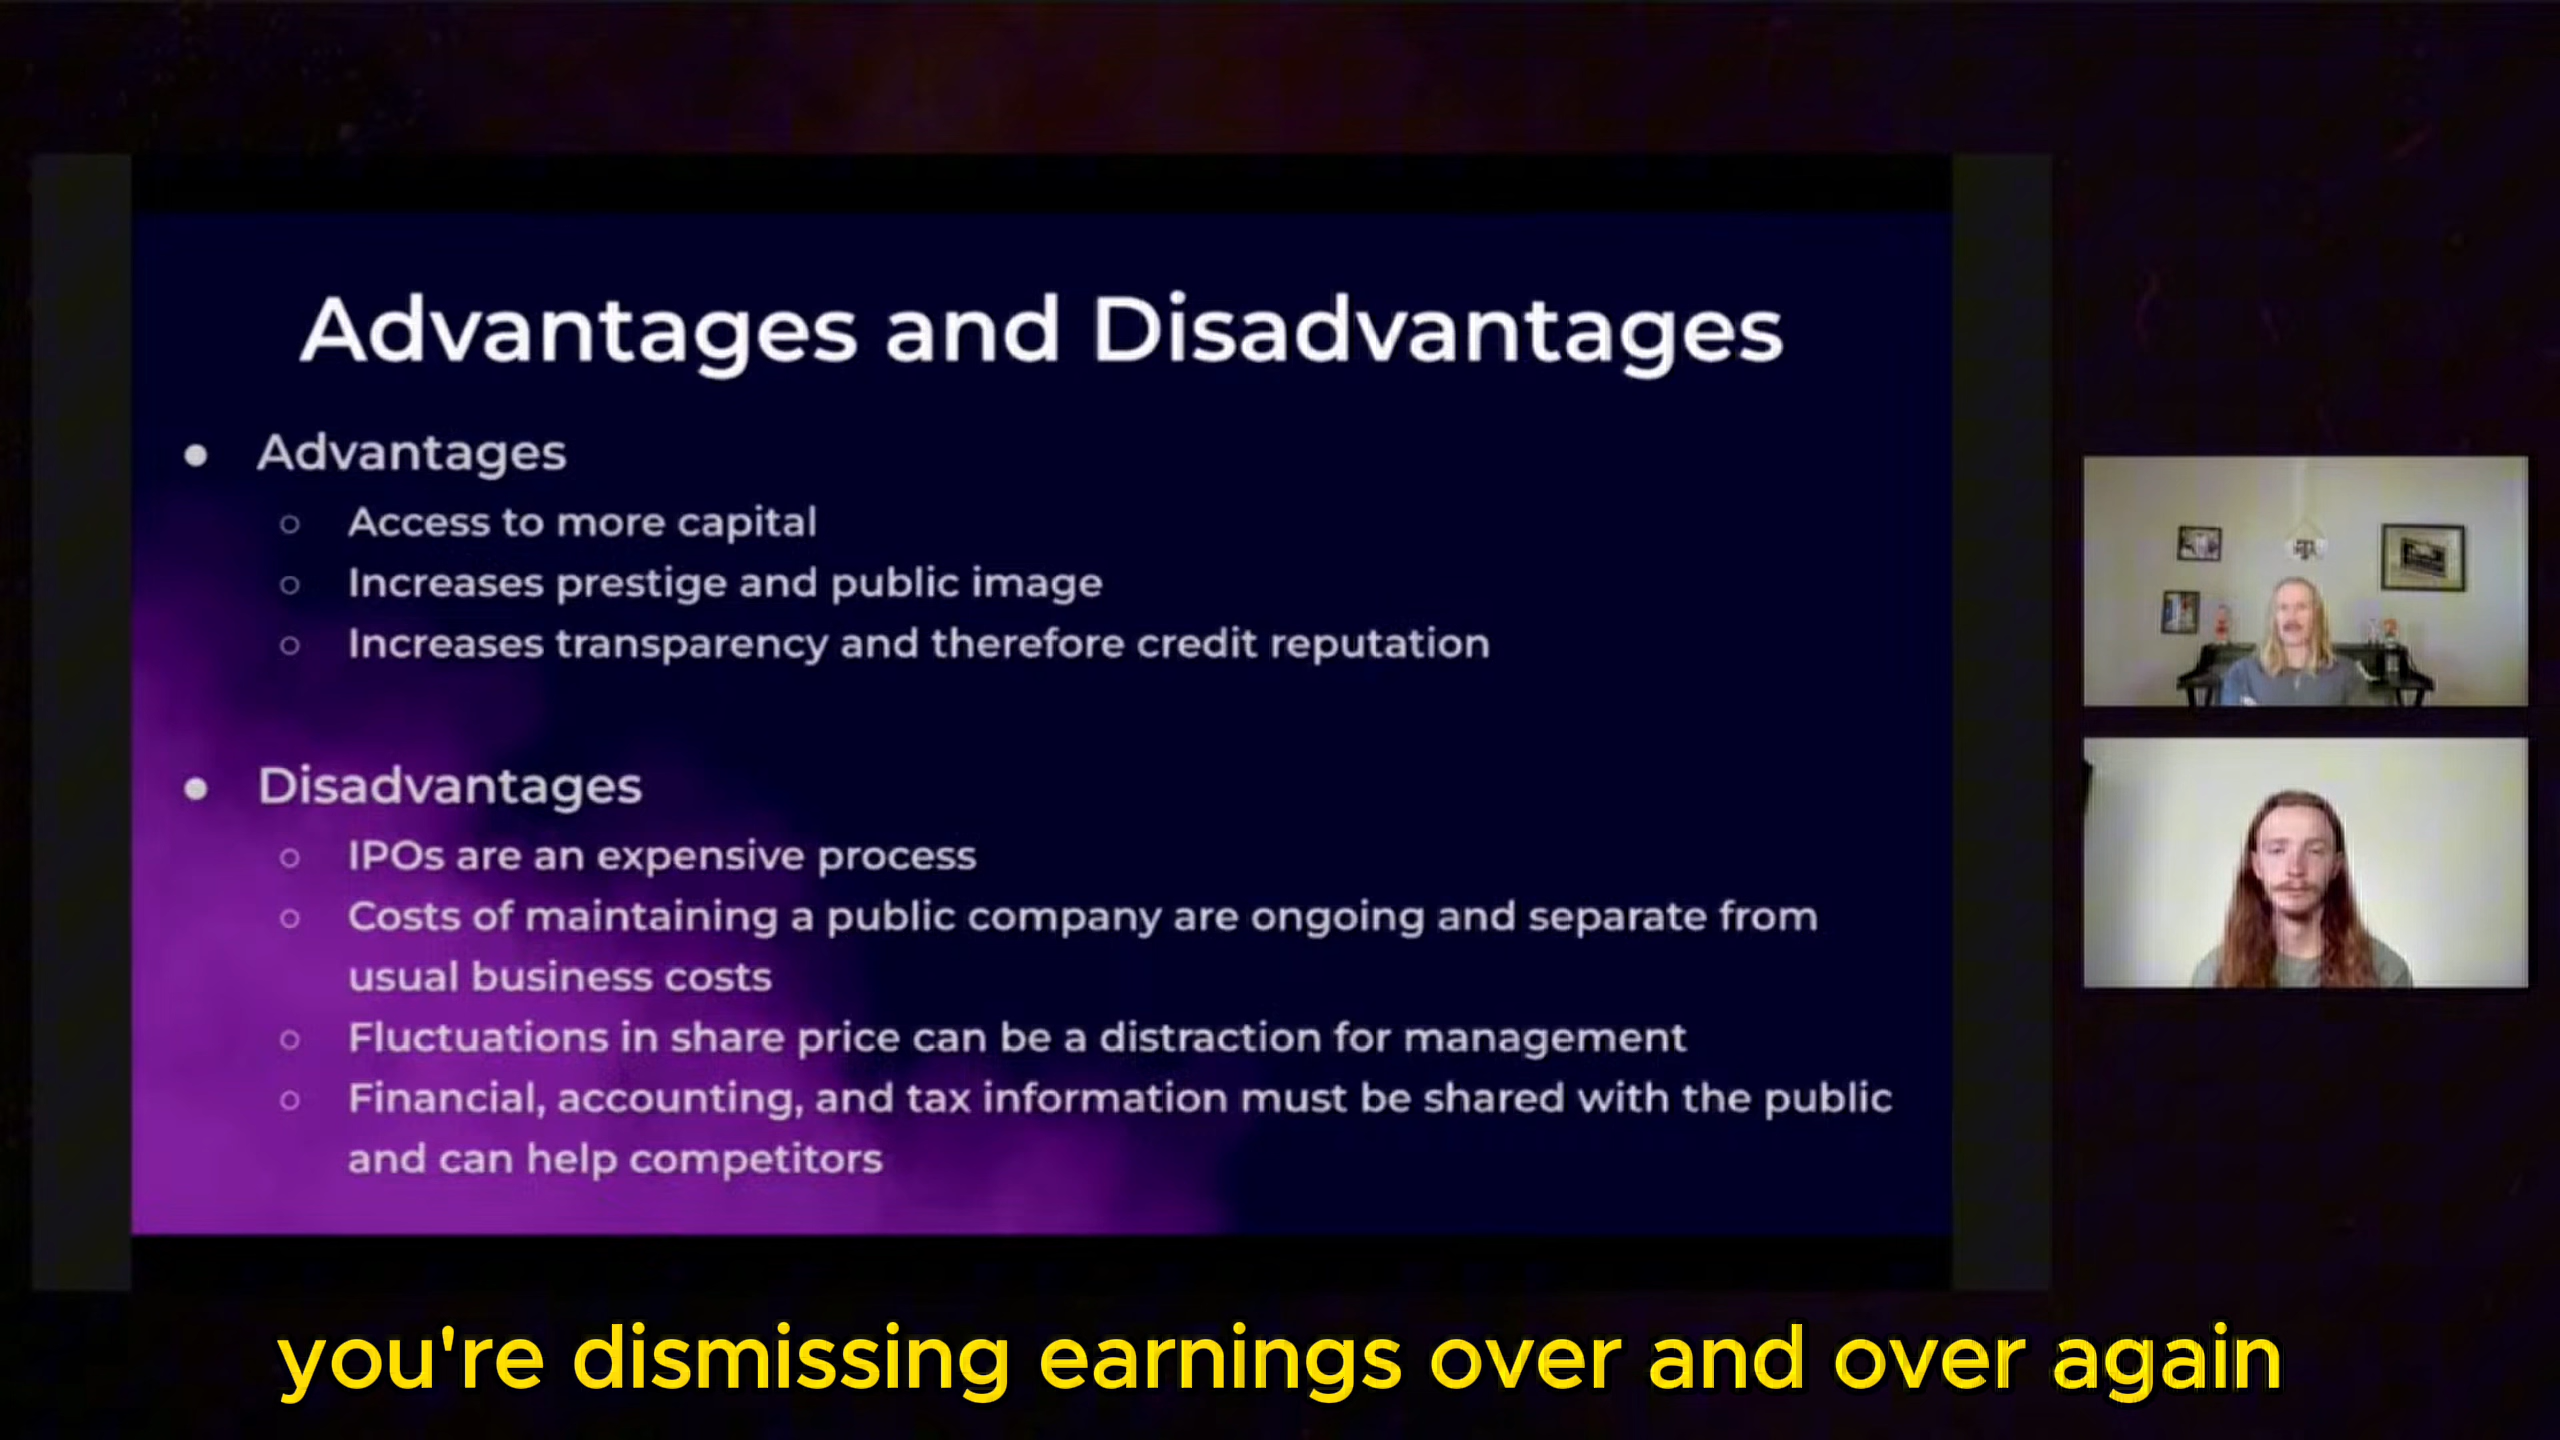 Advantages and Disadvantages
● Advantages
○ Access to more capital
○ Increases prestige and public image
○ Increases transparency and therefore credit reputation
● Disadvantages
○ IPOs are an expensive process
○ Costs of maintaining a public company are ongoing and separate from
usual business costs
○ Fluctuations in share price can be a distraction for management
○ Financial, accounting, and tax information must be shared with the public
and can help competitors
you're dismissing earnings over and over again